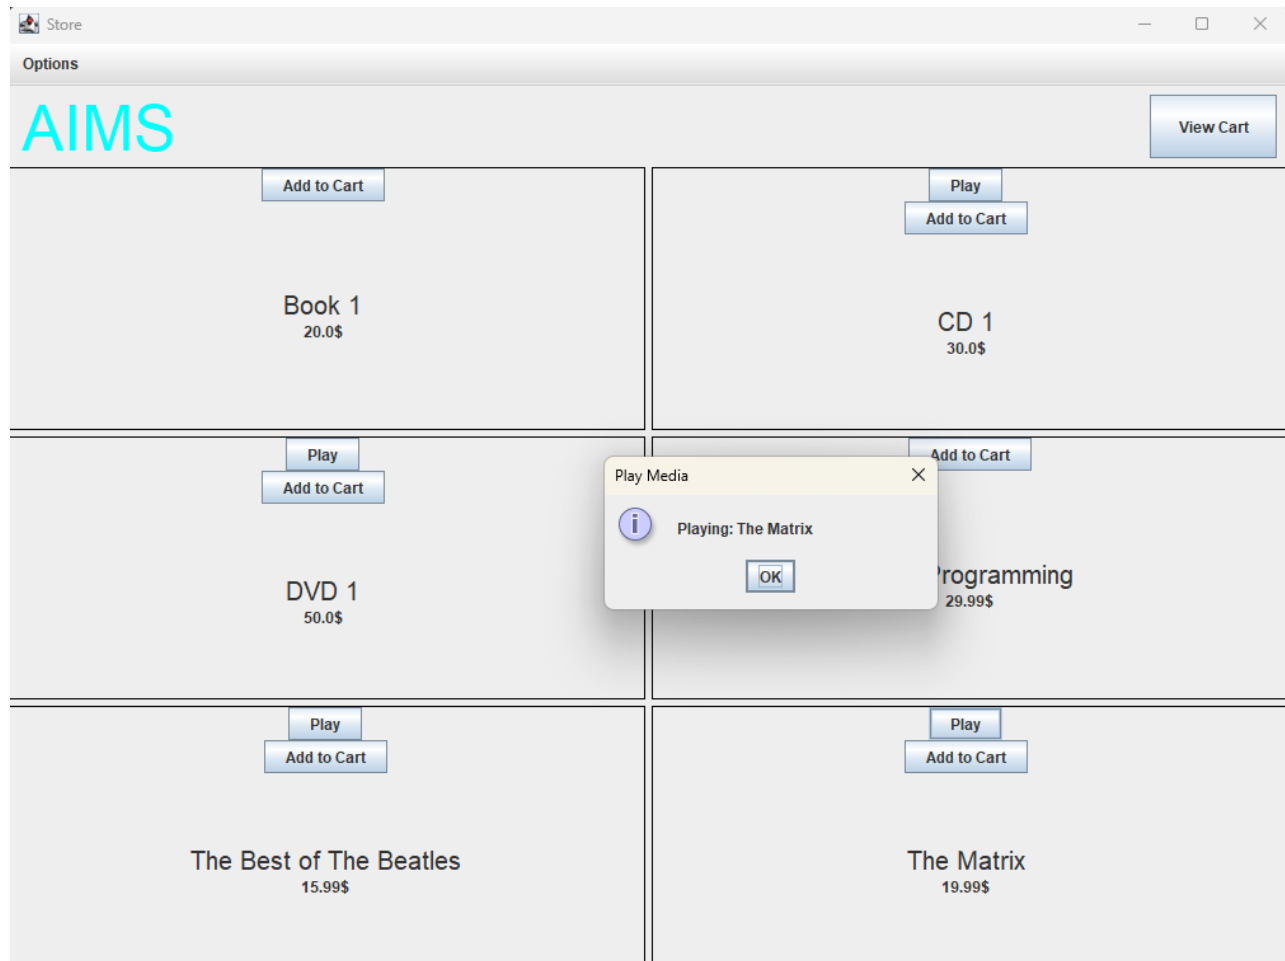 Store
Options
AIMS
View Cart
Add to Cart
Book 1
20.0$
Play
Add to Cart
CD 1
30.0$
Play
Add to Cart
DVD 1
50.0$
Add to Cart
Programming
29.99$
Play Media
Playing: The Matrix
OK
Play
Add to Cart
The Best of The Beatles
15.99$
Play
Add to Cart
The Matrix
19.99$